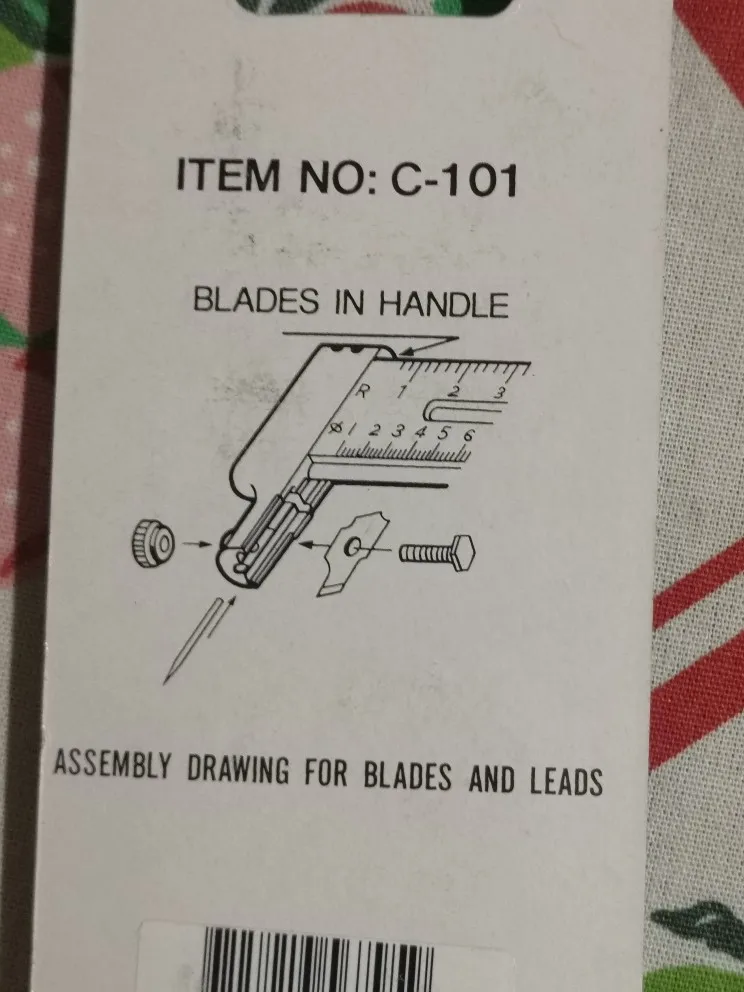 ITEM NO: C-101
BLADES IN HANDLE
R 1 2 3
ø 1 2 3 4 5 6
ASSEMBLY DRAWING FOR BLADES AND LEADS